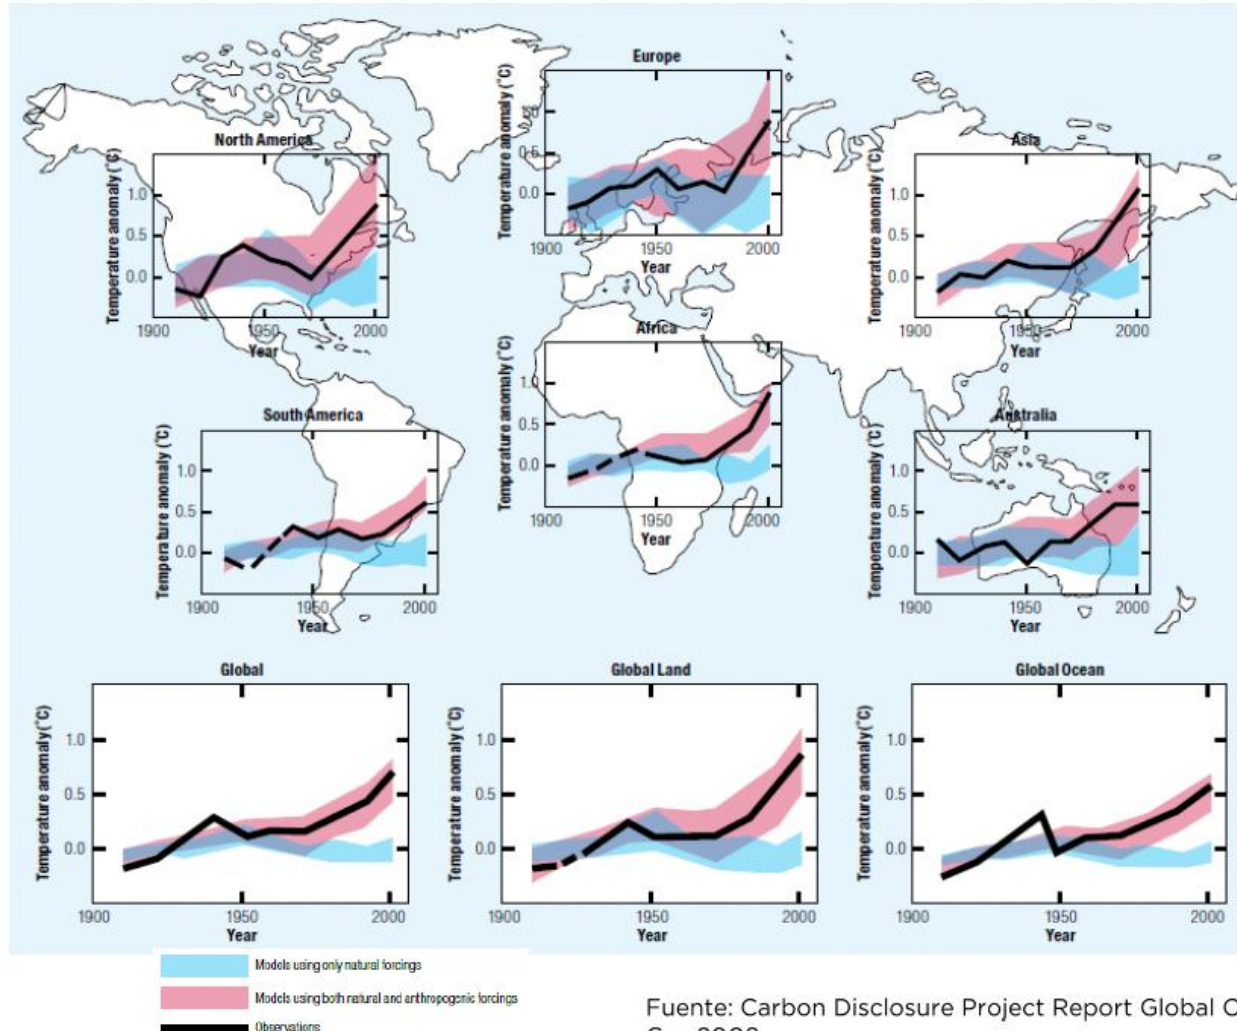 Europe
Temperature anomaly (°C)
0.5
0.0
1900
1950
2000
Year
North America
Temperature anomaly (°C)
1.0
0.5
0.0
1900
1950
2000
Year
Asia
Temperature anomaly (°C)
1.0
0.5
0.0
1900
1950
2000
Year
Africa
Temperature anomaly (°C)
1.0
0.5
0.0
1900
1950
2000
Year
South America
Temperature anomaly (°C)
1.0
0.5
0.0
1900
1950
2000
Year
Australia
Temperature anomaly (°C)
1.0
0.5
0.0
1900
1950
2000
Year
Global
Temperature anomaly (°C)
1.0
0.5
0.0
1900
1950
2000
Year
Global Land
Temperature anomaly (°C)
1.0
0.5
0.0
1900
1950
2000
Year
Global Ocean
Temperature anomaly (°C)
1.0
0.5
0.0
1900
1950
2000
Year
Models using only natural forcings
Models using both natural and anthropogenic forcings
Observations
Fuente: Carbon Disclosure Project Report Global